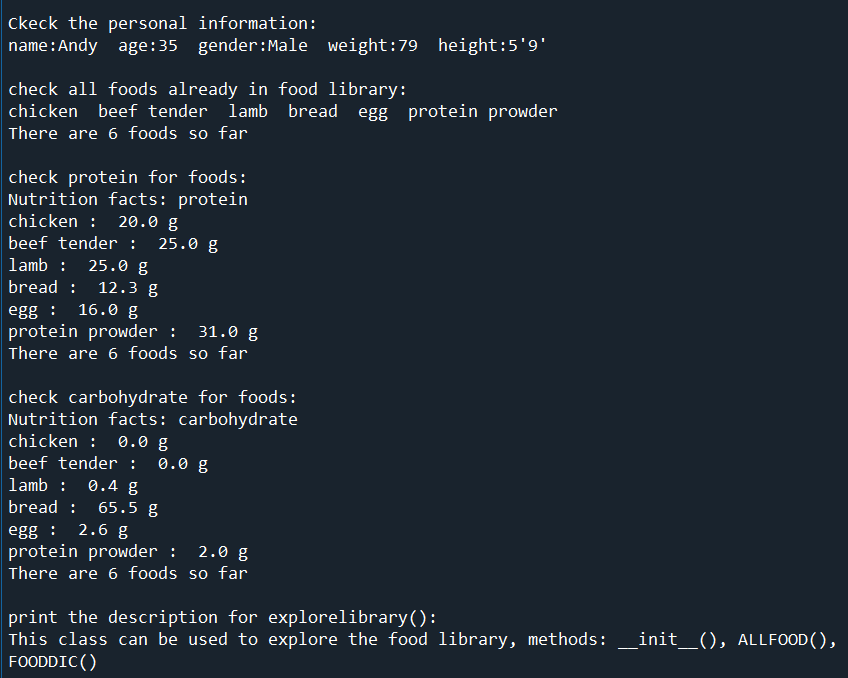 Ckeck the personal information:
name:Andy  age:35  gender:Male  weight:79  height:5'9'
check all foods already in food library:
chicken  beef tender  lamb  bread  egg  protein prowder
There are 6 foods so far
check protein for foods:
Nutrition facts: protein
chicken :  20.0 g
beef tender :  25.0 g
lamb :  25.0 g
bread :  12.3 g
egg :  16.0 g
protein prowder :  31.0 g
There are 6 foods so far
check carbohydrate for foods:
Nutrition facts: carbohydrate
chicken :  0.0 g
beef tender :  0.0 g
lamb :  0.4 g
bread :  65.5 g
egg :  2.6 g
protein prowder :  2.0 g
There are 6 foods so far
print the description for explorelibrary():
This class can be used to explore the food library, methods: __init__(), ALLFOOD(),
FOODDIC()